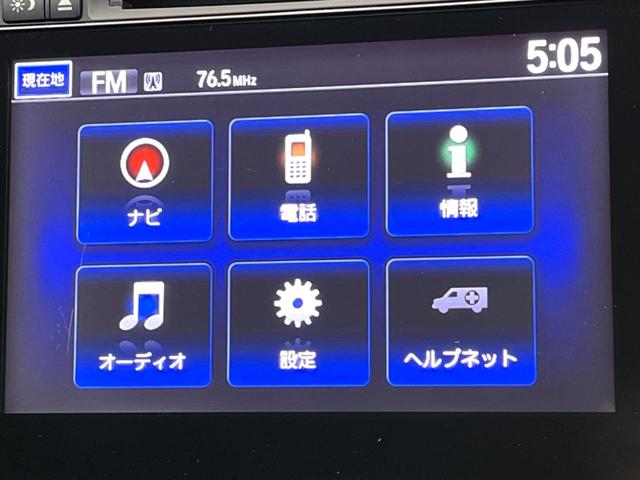 現在地 FM 76.5MHz 5:05
ナビ 電話 情報
オーディオ 設定 ヘルプネット